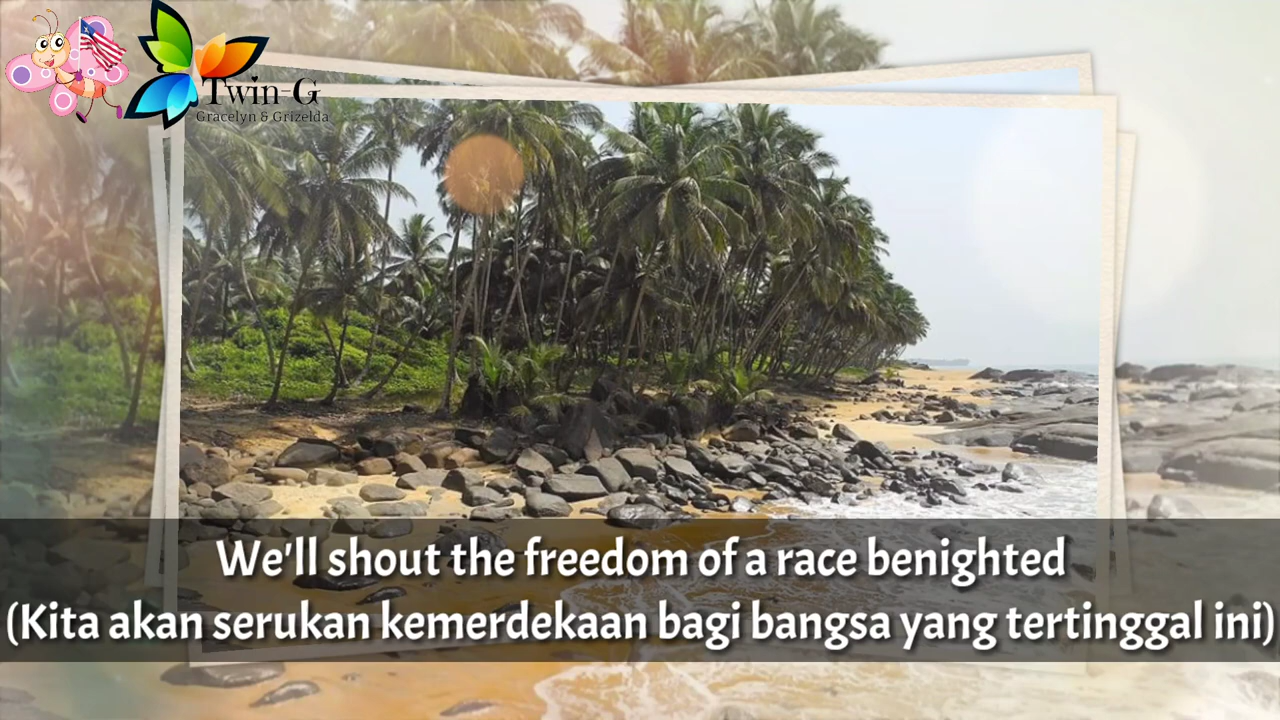 Twin-G
Gracelyn & Grizelda
We'll shout the freedom of a race benighted
(Kita akan serukan kemerdekaan bagi bangsa yang tertinggal ini)